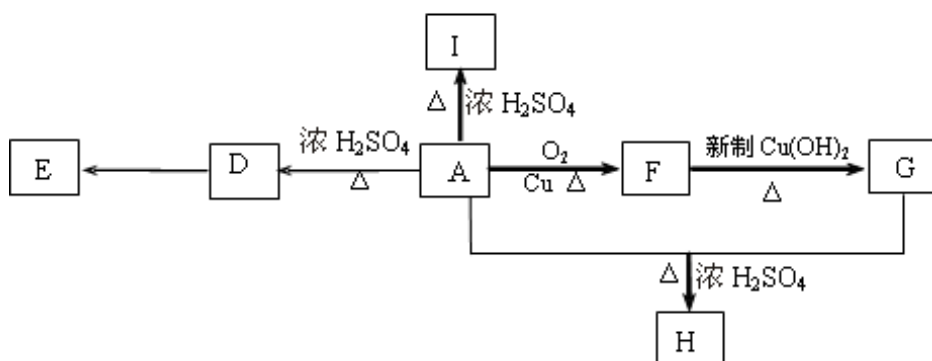 I
△ 浓 H₂SO₄
E
D
浓 H₂SO₄
△
A
O₂
Cu △
F
新制 Cu(OH)₂
△
G
△ 浓 H₂SO₄
H